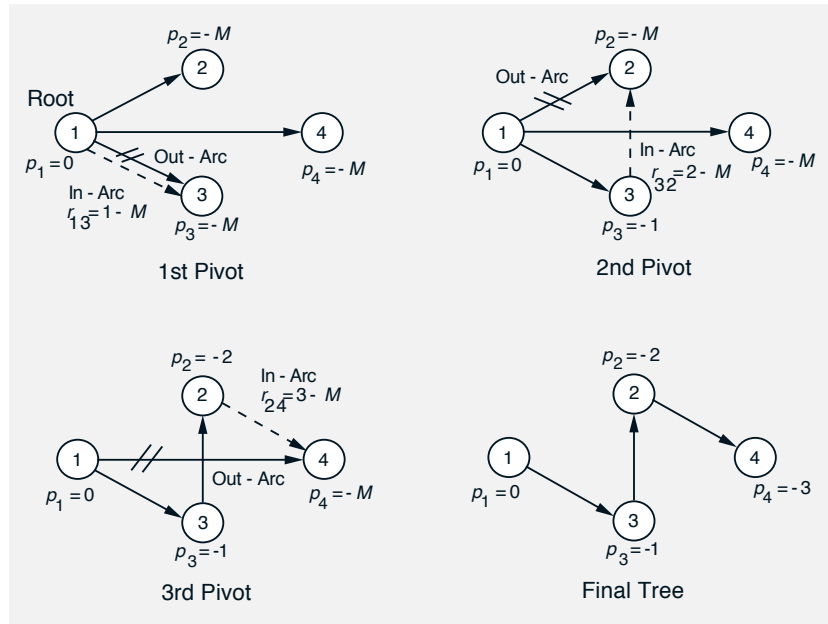 p2 = - M
2
Root
1
4
p1 = 0
Out - Arc
p4 = - M
In - Arc
r13 = 1 - M
3
p3 = - M
1st Pivot
p2 = - M
Out - Arc
2
1
4
p1 = 0
In - Arc
r32 = 2 - M
p4 = - M
3
p3 = - 1
2nd Pivot
p2 = - 2
In - Arc
r24 = 3 - M
2
1
4
p1 = 0
Out - Arc
p4 = - M
3
p3 = -1
3rd Pivot
p2 = - 2
2
1
4
p1 = 0
p4 = - 3
3
p3 = -1
Final Tree